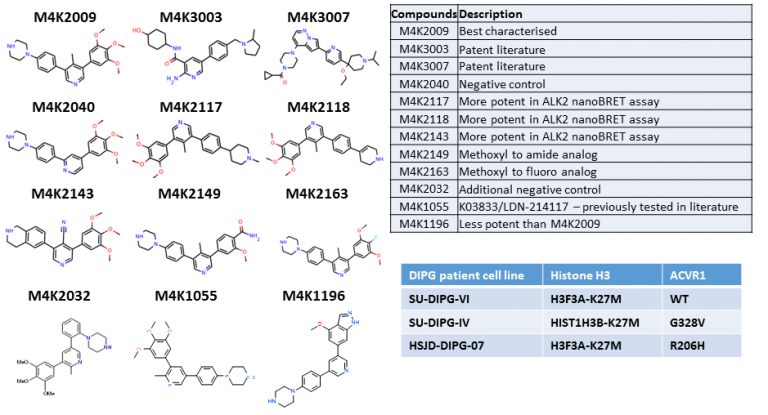 M4K2009 M4K3003 M4K3007
M4K2040 M4K2117 M4K2118
M4K2143 M4K2149 M4K2163
M4K2032 M4K1055 M4K1196
Compounds Description
M4K2009 Best characterised
M4K3003 Patent literature
M4K3007 Patent literature
M4K2040 Negative control
M4K2117 More potent in ALK2 nanoBRET assay
M4K2118 More potent in ALK2 nanoBRET assay
M4K2143 More potent in ALK2 nanoBRET assay
M4K2149 Methoxyl to amide analog
M4K2163 Methoxyl to fluoro analog
M4K2032 Additional negative control
M4K1055 K03833/LDN-214117 – previously tested in literature
M4K1196 Less potent than M4K2009
DIPG patient cell line Histone H3 ACVR1
SU-DIPG-VI H3F3A-K27M WT
SU-DIPG-IV HIST1H3B-K27M G328V
HSJD-DIPG-07 H3F3A-K27M R206H